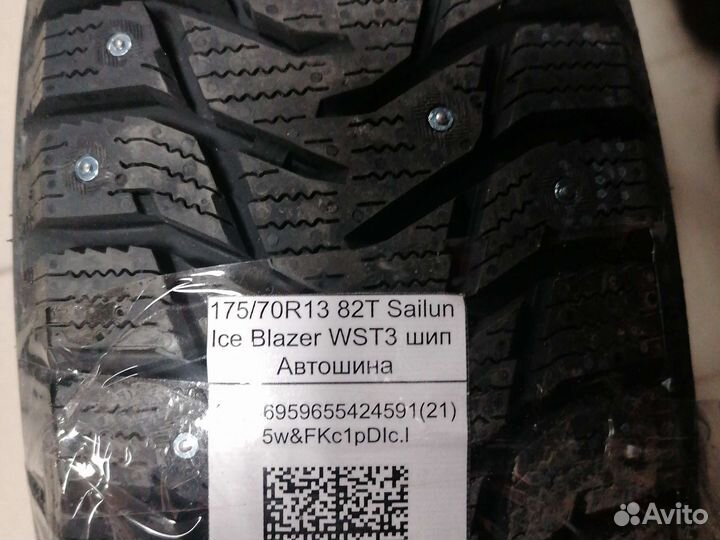 175/70R13 82T Sailun
Ice Blazer WST3 шип
Автошина
6959655424591(21)
5w&FKc1pDIc.I
Avito